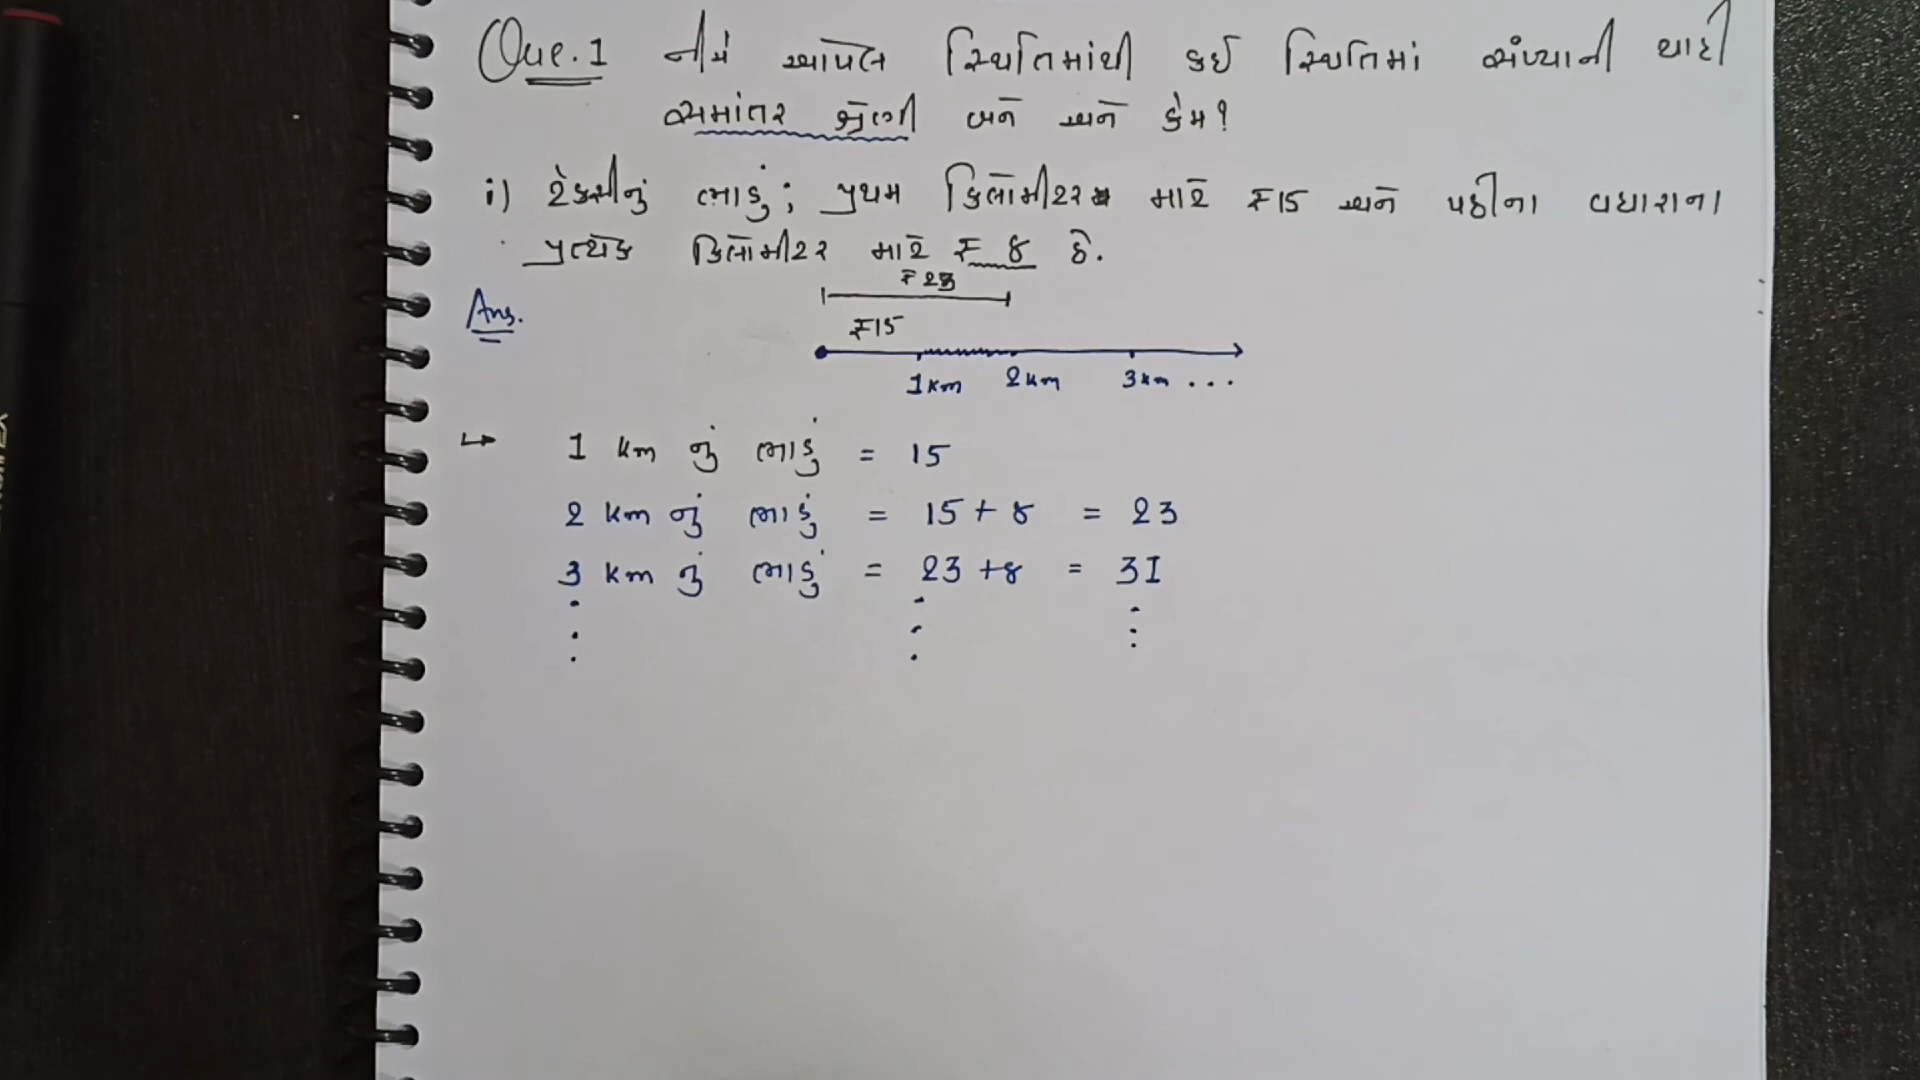 Que.1 નીચે આપેલ સ્થિતિમાંથી કઈ સ્થિતિમાં સંખ્યાની યાદી
સમાંતર શ્રેણી બને અને કેમ?
i) ટેક્સીનું ભાડું; પ્રથમ કિલોમીટર માટે ₹15 અને પછીના વધારાના
પ્રત્યેક કિલોમીટર માટે ₹ 8 છે.
Ans.
₹23
₹15
1km 2km 3km ...
↳ 1 km નું ભાડું = 15
2 km નું ભાડું = 15 + 8 = 23
3 km નું ભાડું = 23 + 8 = 31